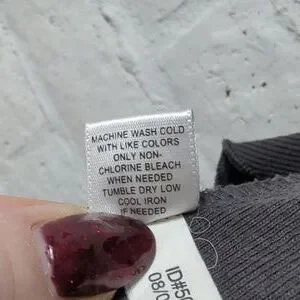 MACHINE WASH COLD
WITH LIKE COLORS
ONLY NON-
CHLORINE BLEACH
WHEN NEEDED
TUMBLE DRY LOW
COOL IRON
IF NEEDED